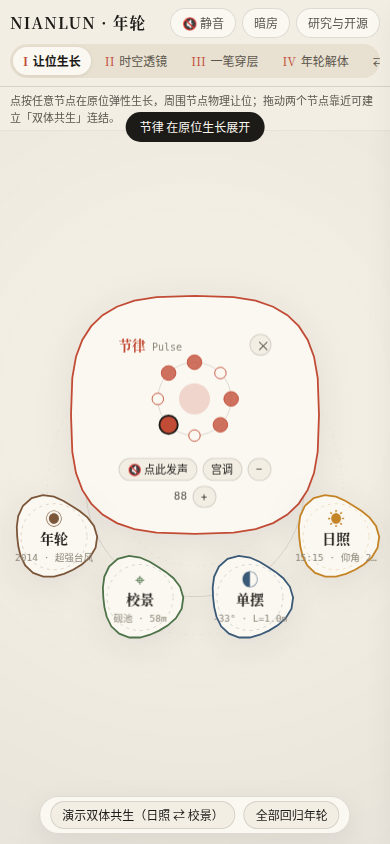 NIANLUN · 年轮
静音
暗房
研究与开源
I 让位生长
II 时空透镜
III 一笔穿层
IV 年轮解体
点按任意节点在原位弹性生长，周围节点物理让位；拖动两个节点靠近可建
立「双体共生」连结。
节律 在原位生长展开
节律 Pulse
点此发声
宫调
−
88
+
年轮
2014 · 超强台风
日照
15:15 · 仰角 2…
校景
砚池 · 58m
单摆
33° · L=1.0m
演示双体共生（日照 ⇄ 校景）
全部回归年轮